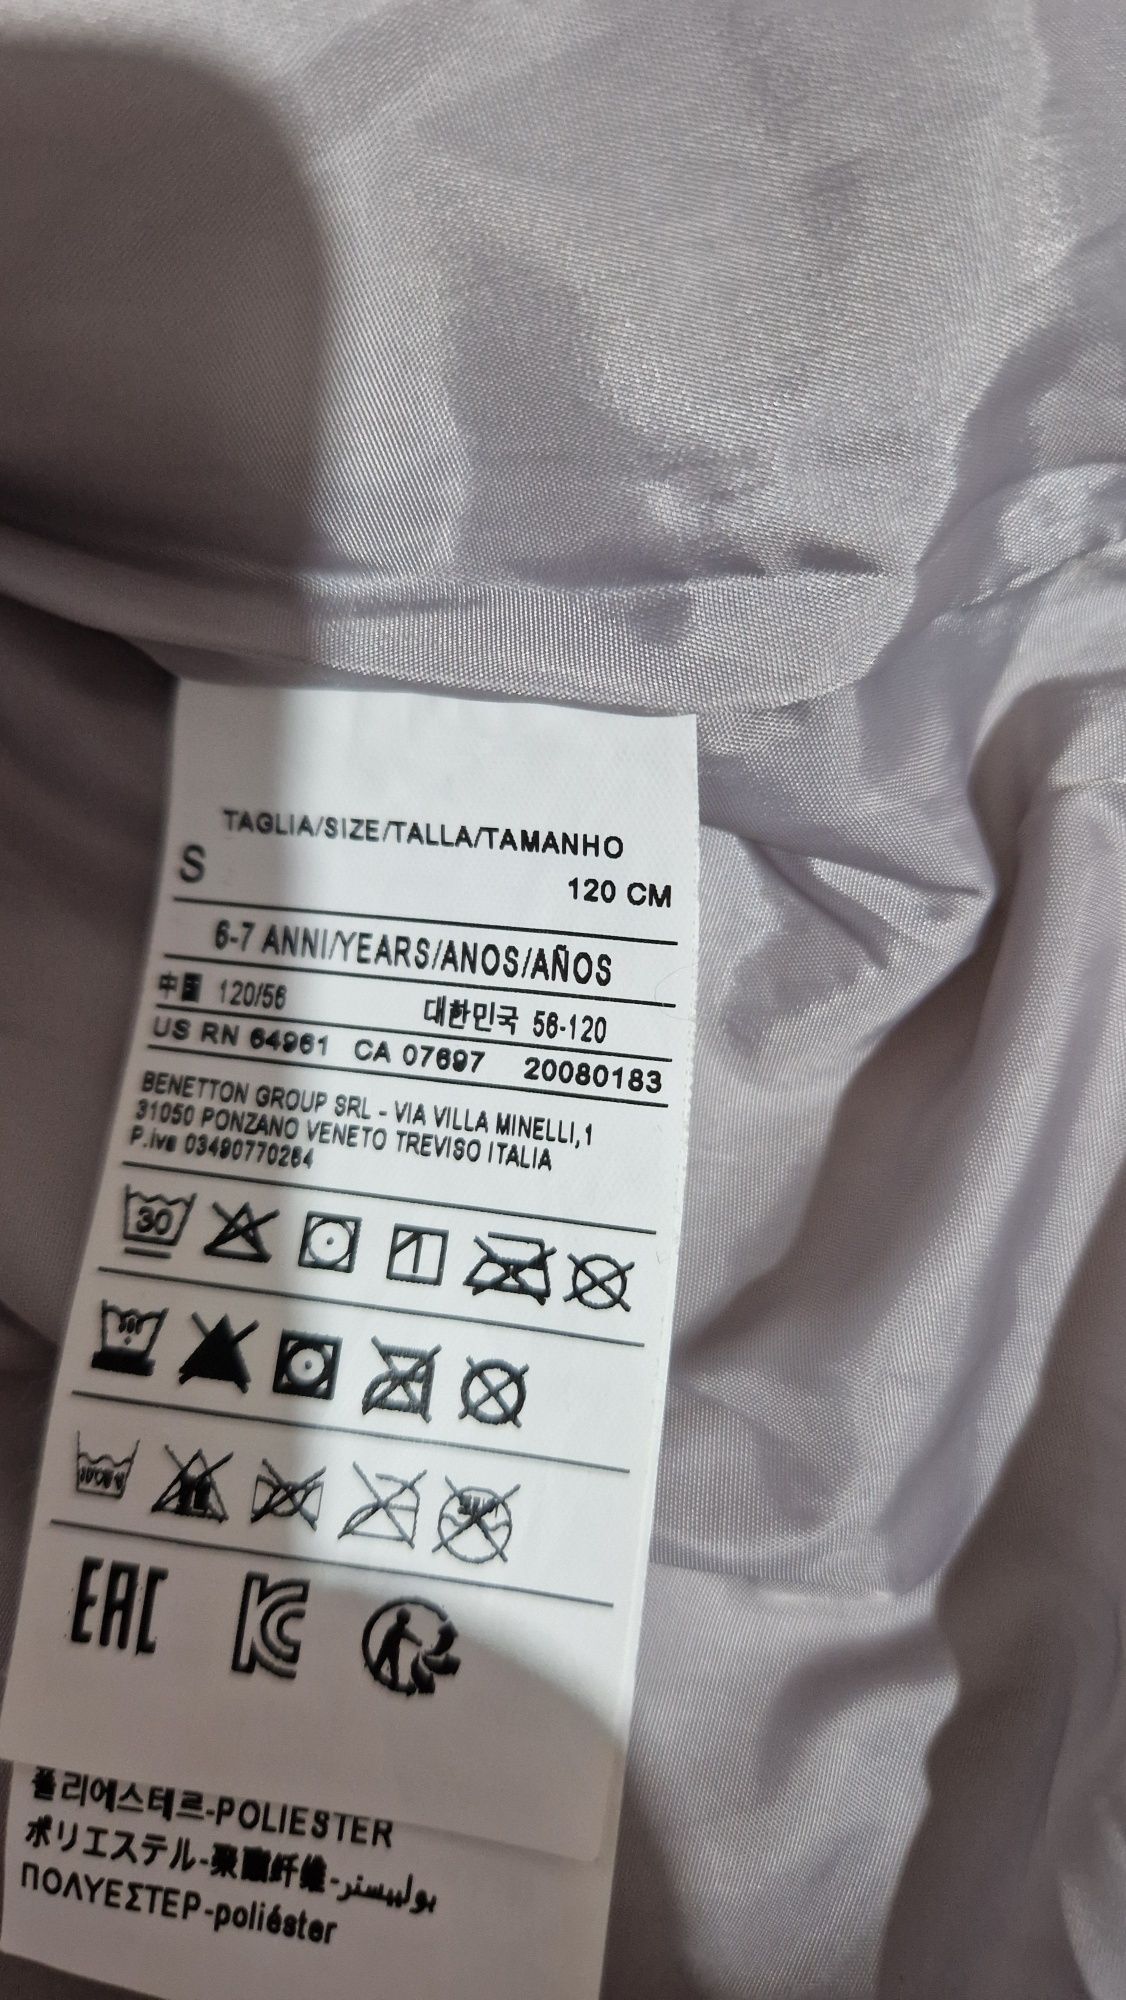 TAGLIA/SIZE/TALLA/TAMANHO
S
120 CM
6-7 ANNI/YEARS/ANOS/AÑOS
中国 120/56 대한민국 56-120
US RN 64961 CA 07697 20080183
BENETTON GROUP SRL - VIA VILLA MINELLI,1
31050 PONZANO VENETO TREVISO ITALIA
P.iva 03490770264
30
1
EAC
폴리에스테르-POLIESTER
ポリエステル-聚酯纤维-بوليستر
ΠΟΛΥΕΣΤΕΡ-poliéster